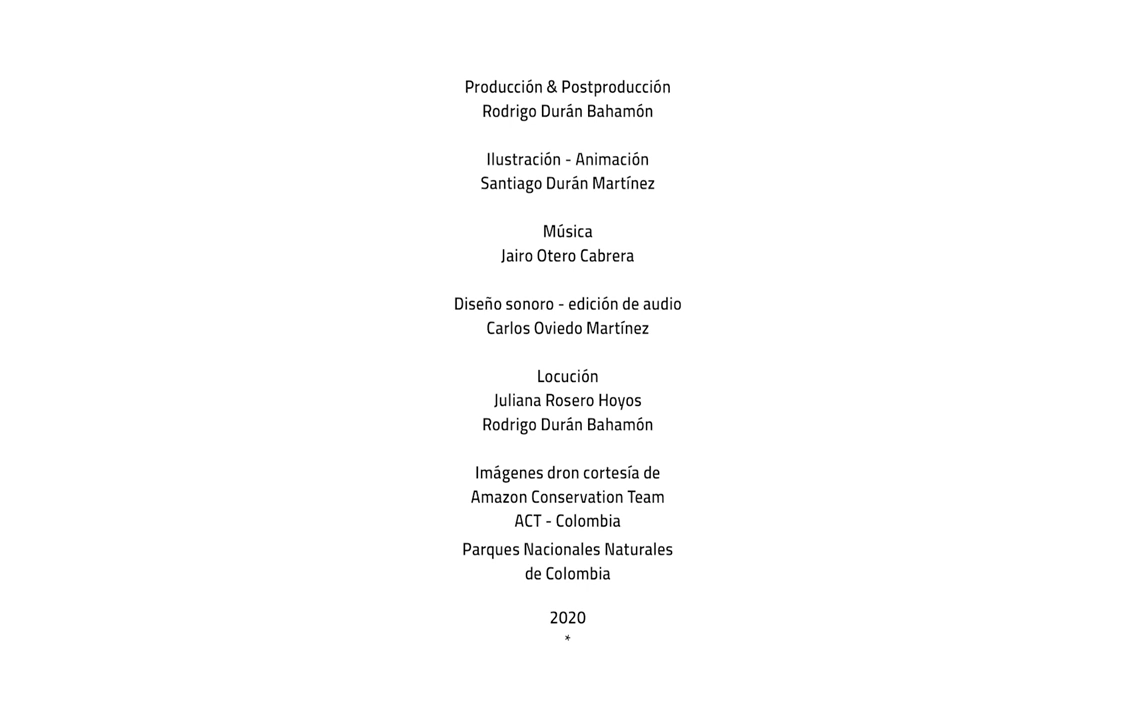 Producción & Postproducción
Rodrigo Durán Bahamón
Ilustración - Animación
Santiago Durán Martínez
Música
Jairo Otero Cabrera
Diseño sonoro - edición de audio
Carlos Oviedo Martínez
Locución
Juliana Rosero Hoyos
Rodrigo Durán Bahamón
Imágenes dron cortesía de
Amazon Conservation Team
ACT - Colombia
Parques Nacionales Naturales
de Colombia
2020
*